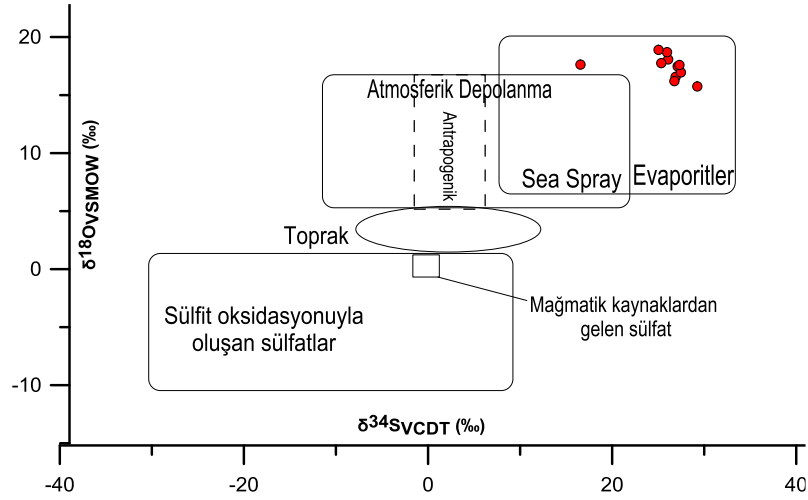 20
Atmosferik Depolanma
Antrapogenik
10
Sea Spray
Evaporitler
δ18OVSMOW (‰)
Toprak
0
Sülfit oksidasyonuyla
oluşan sülfatlar
Mağmatik kaynaklardan
gelen sülfat
-10
δ34SVCDT (‰)
-40
-20
0
20
40